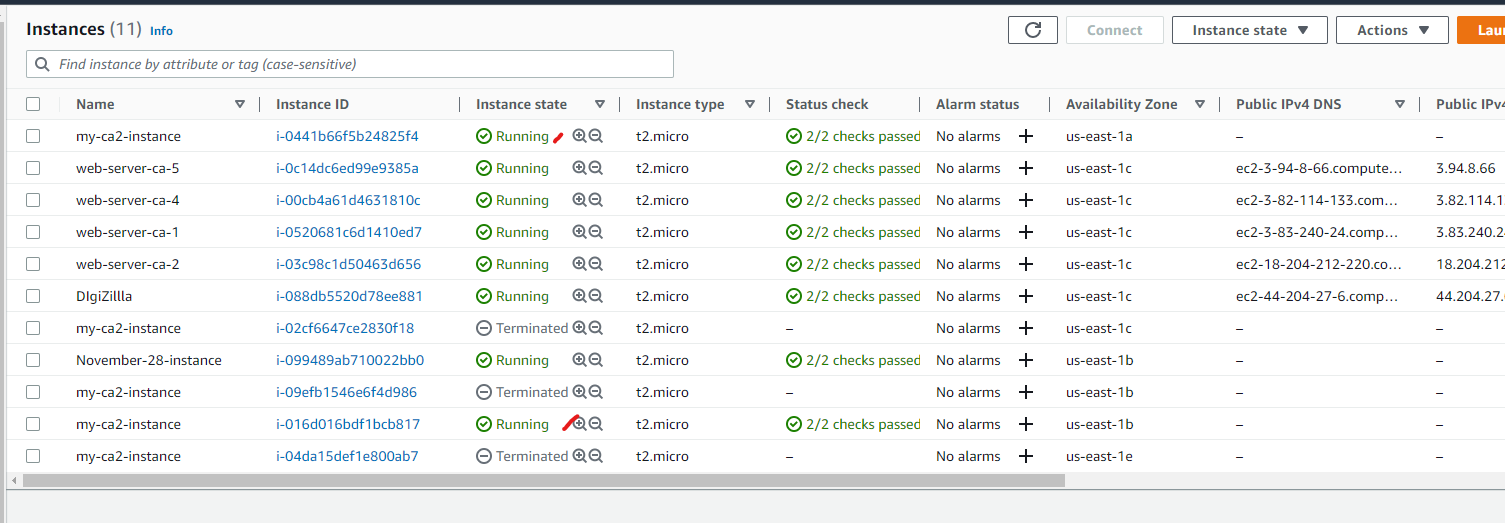 Instances (11) Info
Connect Instance state Actions Lau
Find instance by attribute or tag (case-sensitive)
Name Instance ID Instance state Instance type Status check Alarm status Availability Zone Public IPv4 DNS Public IPv4
my-ca2-instance i-0441b66f5b24825f4 Running t2.micro 2/2 checks passed No alarms + us-east-1a – –
web-server-ca-5 i-0c14dc6ed99e9385a Running t2.micro 2/2 checks passed No alarms + us-east-1c ec2-3-94-8-66.compute... 3.94.8.66
web-server-ca-4 i-00cb4a61d4631810c Running t2.micro 2/2 checks passed No alarms + us-east-1c ec2-3-82-114-133.com... 3.82.114.1
web-server-ca-1 i-0520681c6d1410ed7 Running t2.micro 2/2 checks passed No alarms + us-east-1c ec2-3-83-240-24.comp... 3.83.240.2
web-server-ca-2 i-03c98c1d50463d656 Running t2.micro 2/2 checks passed No alarms + us-east-1c ec2-18-204-212-220.co... 18.204.212
DIgiZillla i-088db5520d78ee881 Running t2.micro 2/2 checks passed No alarms + us-east-1c ec2-44-204-27-6.comp... 44.204.27.
my-ca2-instance i-02cf6647ce2830f18 Terminated t2.micro – No alarms + us-east-1c – –
November-28-instance i-099489ab710022bb0 Running t2.micro 2/2 checks passed No alarms + us-east-1b – –
my-ca2-instance i-09efb1546e6f4d986 Terminated t2.micro – No alarms + us-east-1b – –
my-ca2-instance i-016d016bdf1bcb817 Running t2.micro 2/2 checks passed No alarms + us-east-1b – –
my-ca2-instance i-04da15def1e800ab7 Terminated t2.micro – No alarms + us-east-1e – –